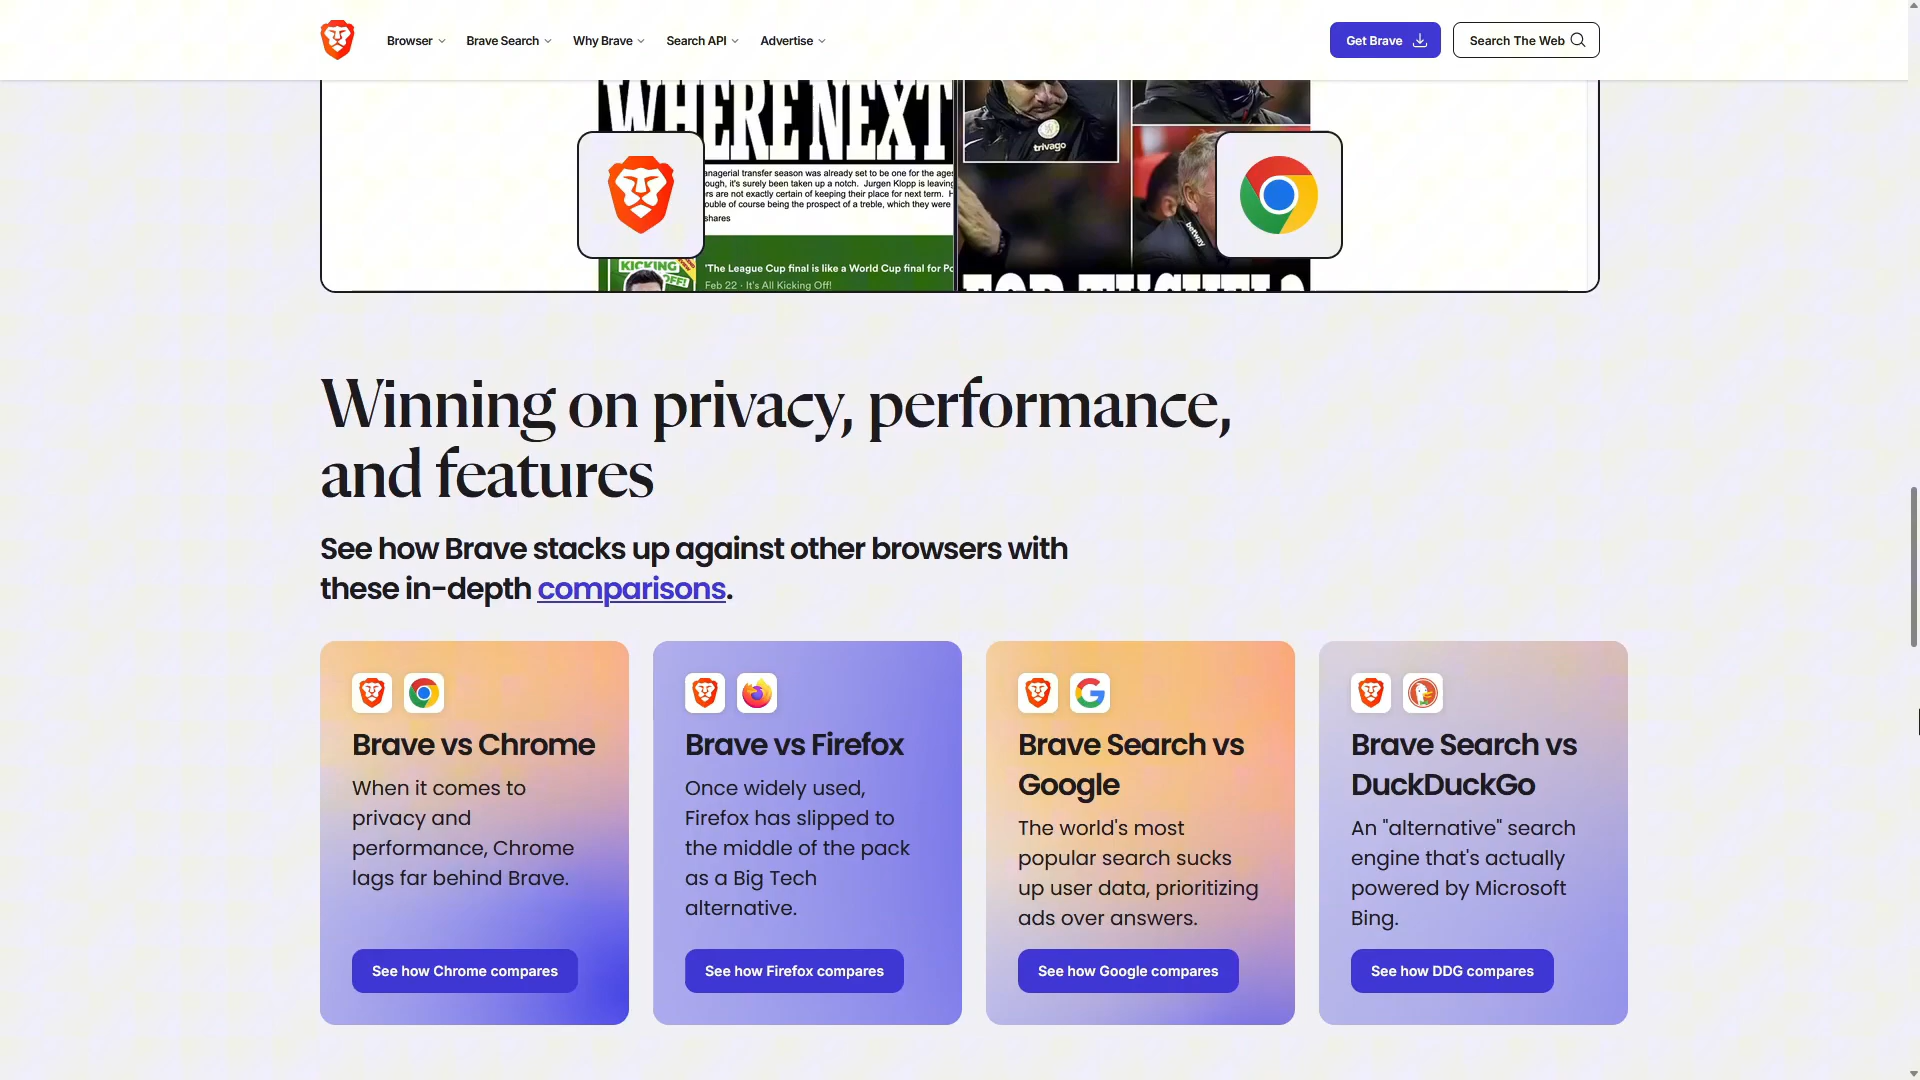 Browser
Brave Search
Why Brave
Search API
Advertise
Get Brave
Search The Web
WHERE NEXT
anagerial transfer season was already set to be one for the ages
ough, it's surely been taken up a notch. Jurgen Klopp is leaving
rs are not exactly certain of keeping their place for next term. H
ouble of course being the prospect of a treble, which they were
shares
KICKING
OFF!
'The League Cup final is like a World Cup final for Po
Feb 22 · It's All Kicking Off!
trivago
betway
Winning on privacy, performance,
and features
See how Brave stacks up against other browsers with
these in-depth comparisons.
Brave vs Chrome
When it comes to
privacy and
performance, Chrome
lags far behind Brave.
See how Chrome compares
Brave vs Firefox
Once widely used,
Firefox has slipped to
the middle of the pack
as a Big Tech
alternative.
See how Firefox compares
Brave Search vs
Google
The world's most
popular search sucks
up user data, prioritizing
ads over answers.
See how Google compares
Brave Search vs
DuckDuckGo
An "alternative" search
engine that's actually
powered by Microsoft
Bing.
See how DDG compares